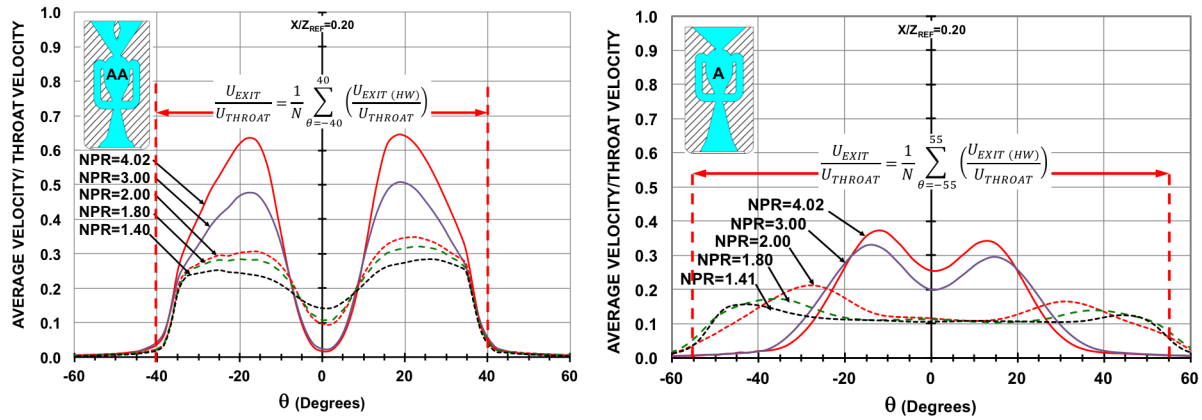 AVERAGE VELOCITY/ THROAT VELOCITY
1.0
0.9
0.8
0.7
0.6
0.5
0.4
0.3
0.2
0.1
0.0
X/Z_REF=0.20
AA
U_EXIT/U_THROAT = 1/N ∑_{θ=−40}^{40} (U_EXIT (HW)/U_THROAT)
NPR=4.02
NPR=3.00
NPR=2.00
NPR=1.80
NPR=1.40
-60 -40 -20 0 20 40 60
θ (Degrees)
AVERAGE VELOCITY/THROAT VELOCITY
1.0
0.9
0.8
0.7
0.6
0.5
0.4
0.3
0.2
0.1
0.0
X/Z_REF=0.20
A
U_EXIT/U_THROAT = 1/N ∑_{θ=−55}^{55} (U_EXIT (HW)/U_THROAT)
NPR=4.02
NPR=3.00
NPR=2.00
NPR=1.80
NPR=1.41
-60 -40 -20 0 20 40 60
θ (Degrees)